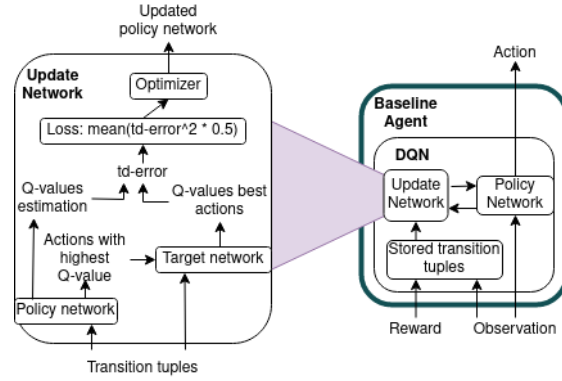 Updated
policy network
Update
Network
Optimizer
Loss: mean(td-error^2 * 0.5)
td-error
Q-values
estimation
Q-values best
actions
Actions with
highest
Q-value
Target network
Policy network
Transition tuples
Action
Baseline
Agent
DQN
Update
Network
Policy
Network
Stored transition
tuples
Reward
Observation